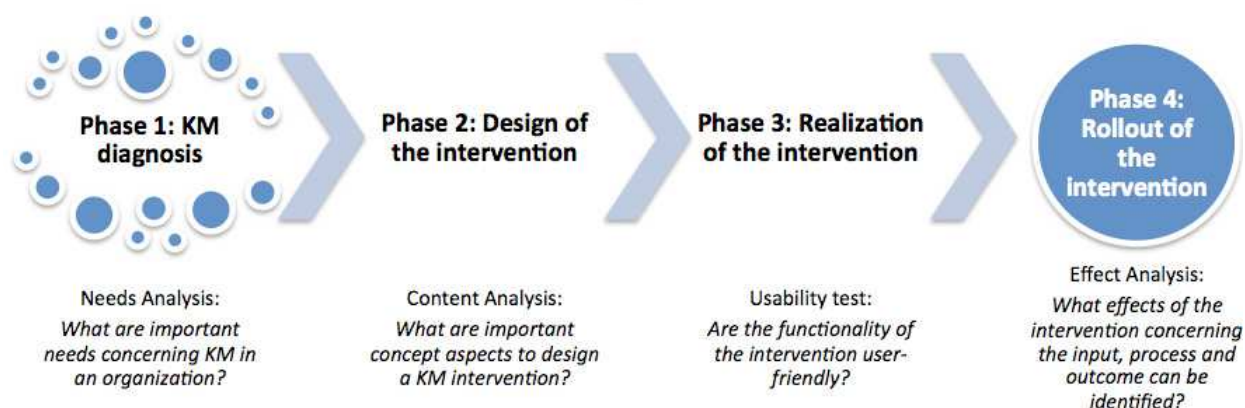 Phase 1: KM
diagnosis
Phase 2: Design of
the intervention
Phase 3: Realization
of the intervention
Phase 4:
Rollout of
the
intervention
Needs Analysis:
What are important
needs concerning KM in
an organization?
Content Analysis:
What are important
concept aspects to design
a KM intervention?
Usability test:
Are the functionality of
the intervention user-
friendly?
Effect Analysis:
What effects of the
intervention concerning
the input, process and
outcome can be
identified?